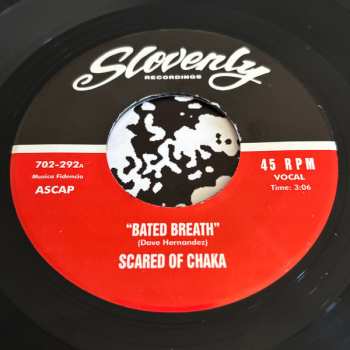 Slovenly
RECORDINGS
702-292A
Musica Fidencio
ASCAP
45 RPM
VOCAL
Time: 3:06
"BATED BREATH"
(Dave Hernandez)
SCARED OF CHAKA